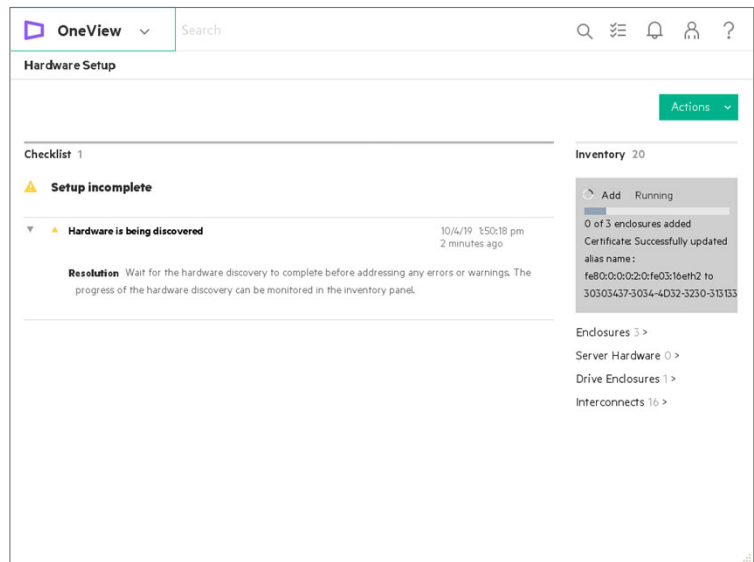 OneView
Search
Hardware Setup
Actions
Checklist 1
Inventory 20
Setup incomplete
Add Running
0 of 3 enclosures added
Certificate: Successfully updated
alias name :
fe80:0:0:0:2:0:fe03:16eth2 to
30303437-3034-4D32-3230-313133
Hardware is being discovered
10/4/19 1:50:18 pm
2 minutes ago
Resolution Wait for the hardware discovery to complete before addressing any errors or warnings. The
progress of the hardware discovery can be monitored in the inventory panel.
Enclosures 3 >
Server Hardware 0 >
Drive Enclosures 1 >
Interconnects 16 >